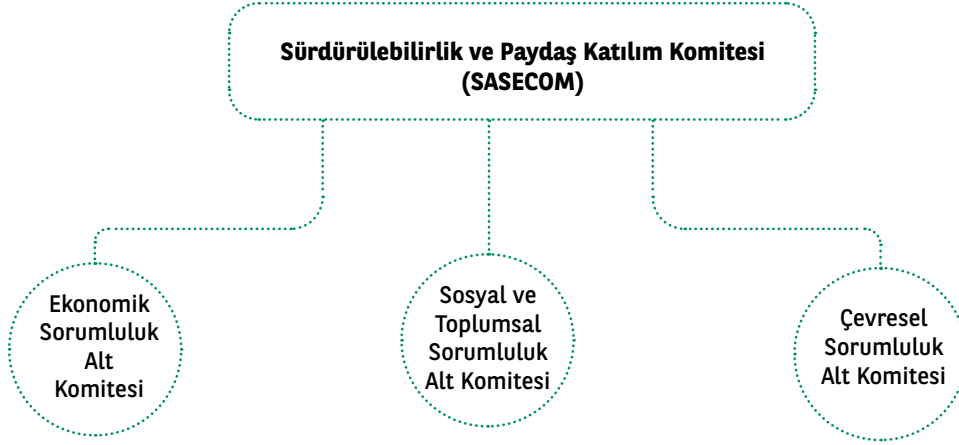 Sürdürülebilirlik ve Paydaş Katılım Komitesi
(SASECOM)
Ekonomik
Sorumluluk
Alt
Komitesi
Sosyal ve
Toplumsal
Sorumluluk
Alt Komitesi
Çevresel
Sorumluluk
Alt Komitesi